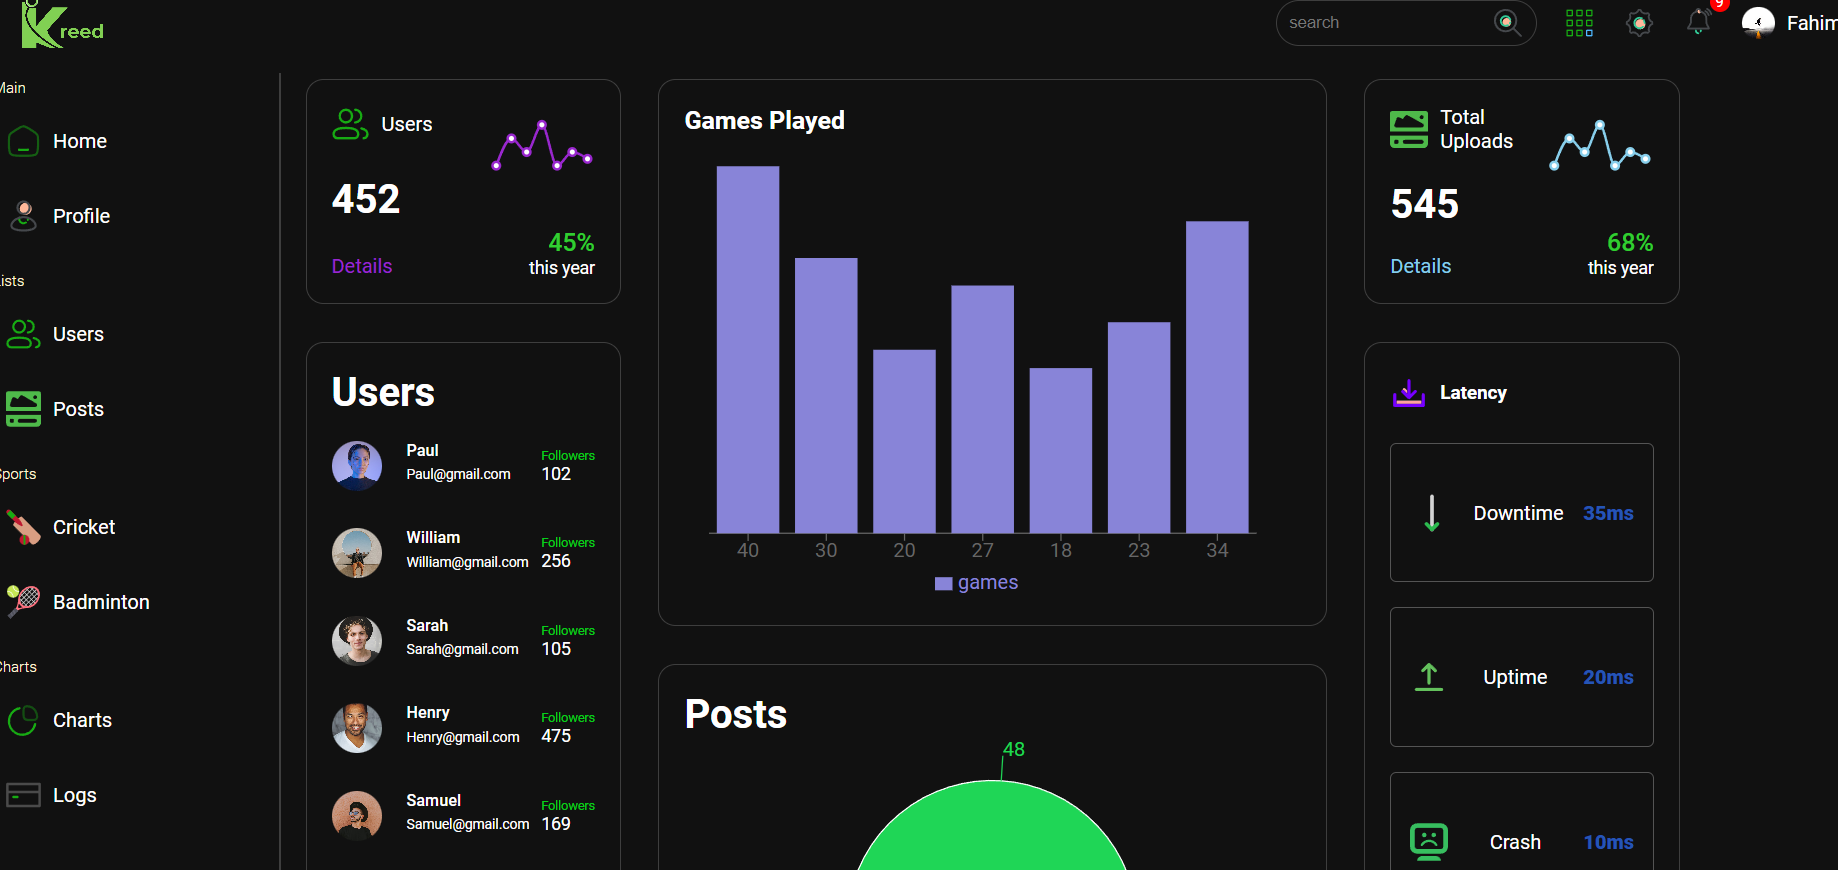 Kreed
search
9
Fahim
Main
Home
Profile
Lists
Users
Posts
Sports
Cricket
Badminton
Charts
Charts
Logs
Users
452
Details
45%
this year
Users
Paul
Paul@gmail.com
Followers
102
William
William@gmail.com
Followers
256
Sarah
Sarah@gmail.com
Followers
105
Henry
Henry@gmail.com
Followers
475
Samuel
Samuel@gmail.com
Followers
169
Games Played
40 30 20 27 18 23 34
games
Posts
48
Total
Uploads
545
Details
68%
this year
Latency
Downtime 35ms
Uptime 20ms
Crash 10ms